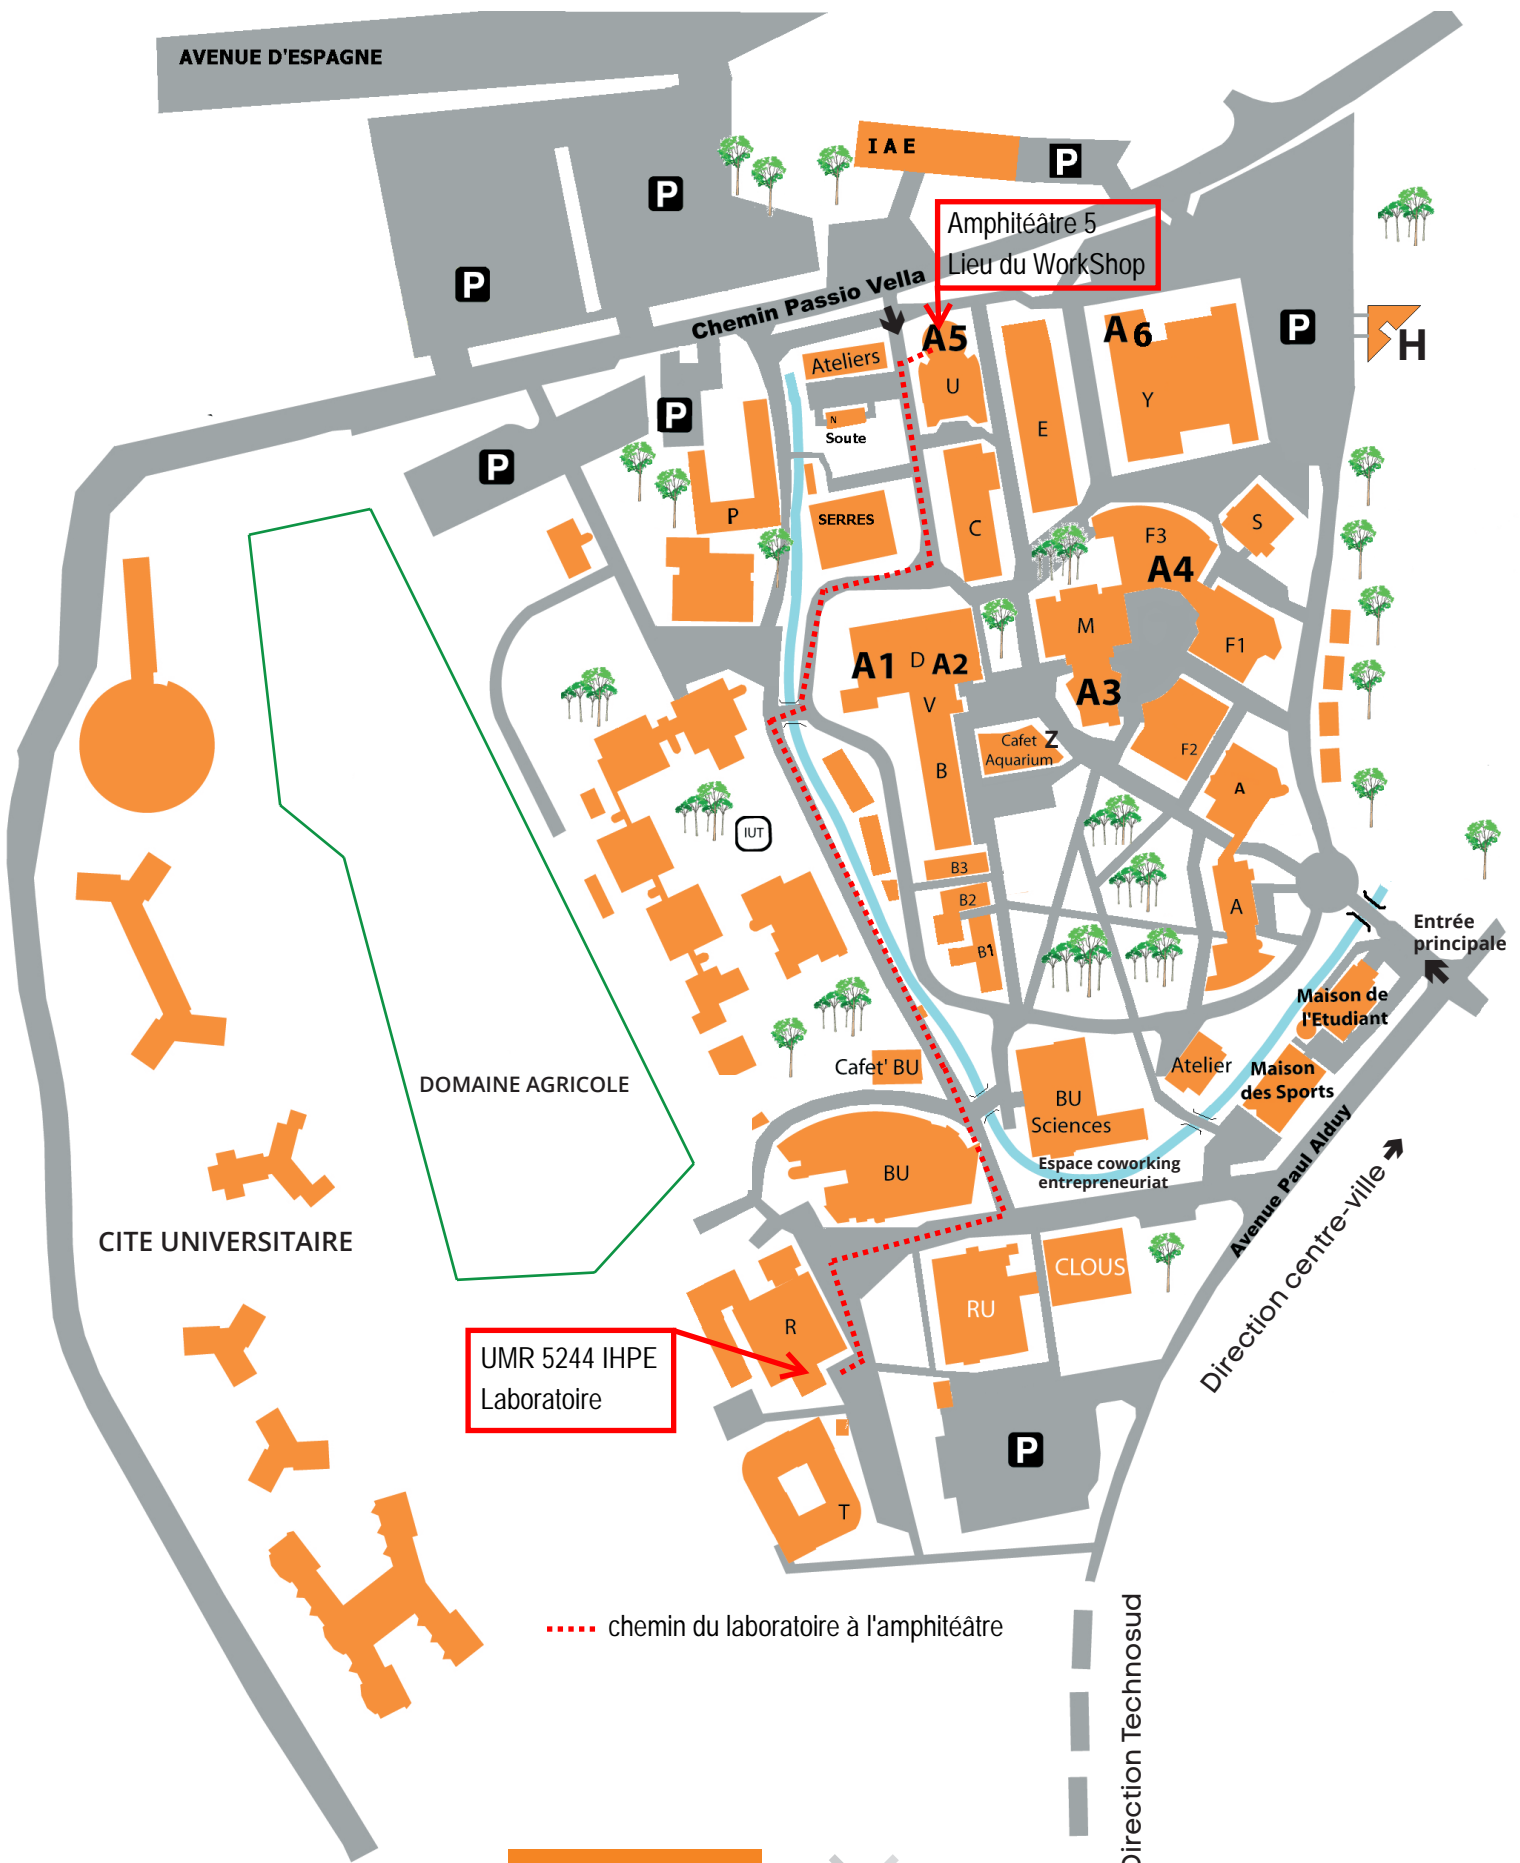 AVENUE D'ESPAGNE
I A E
P
P
Amphitéâtre 5
Lieu du WorkShop
P
Chemin Passio Vella
P
H
A5
A 6
Ateliers
U
Y
N
Soute
E
P
P
P
SERRES
C
F3
S
A4
M
F1
A1
D
A2
A3
V
Cafet Z
Aquarium
F2
B
A
IUT
B3
B2
A
B1
Entrée
principale
Maison de
l'Etudiant
Cafet' BU
Atelier
Maison
des Sports
DOMAINE AGRICOLE
BU
Sciences
Espace coworking
entrepreneuriat
BU
Avenue Paul Alduy
Direction centre-ville
CITE UNIVERSITAIRE
CLOUS
RU
R
UMR 5244 IHPE
Laboratoire
P
T
chemin du laboratoire à l'amphitéâtre
Direction Technosud